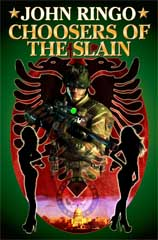 JOHN RINGO
CHOOSERS OF
THE SLAIN